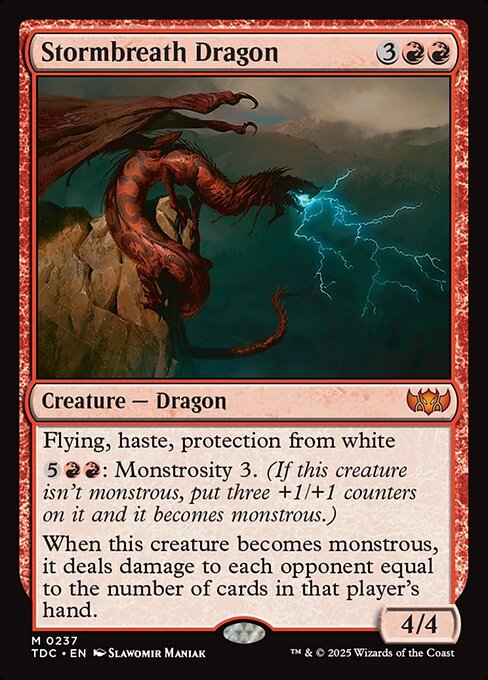 Stormbreath Dragon 3
Creature — Dragon
Flying, haste, protection from white
5: Monstrosity 3. (If this creature
isn't monstrous, put three +1/+1 counters
on it and it becomes monstrous.)
When this creature becomes monstrous,
it deals damage to each opponent equal
to the number of cards in that player's
hand.
4/4
M 0237
TDC • EN SLAWOMIR MANIAK
™ & © 2025 Wizards of the Coast